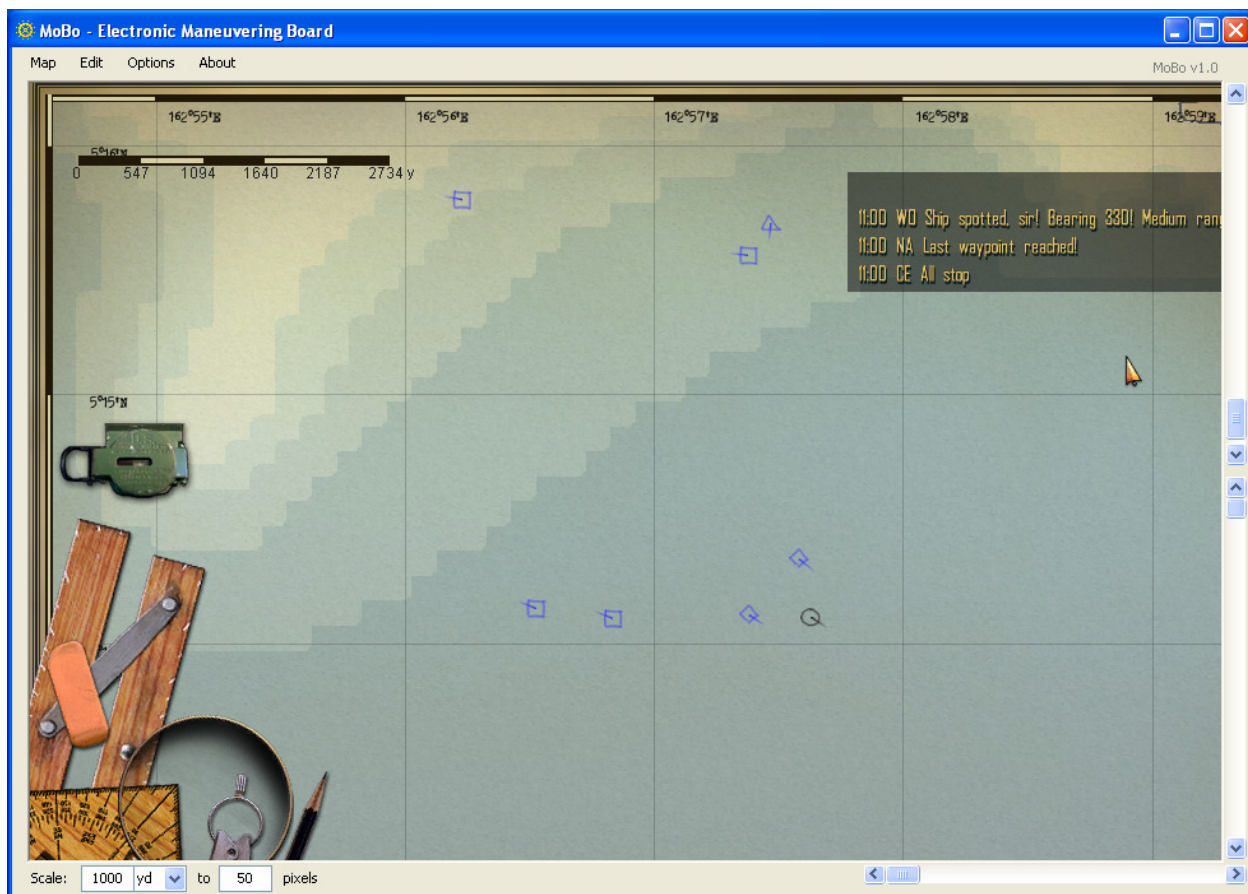 MoBo - Electronic Maneuvering Board
Map Edit Options About
MoBo v1.0
162°55'E 162°56'E 162°57'E 162°58'E 162°59'E
5°16'N
0 547 1094 1640 2187 2734 y
11:00 WO Ship spotted, sir! Bearing 330! Medium
11:00 NA Last waypoint reached!
11:00 CE All stop
5°15'N
Scale: 1000 yd to 50 pixels